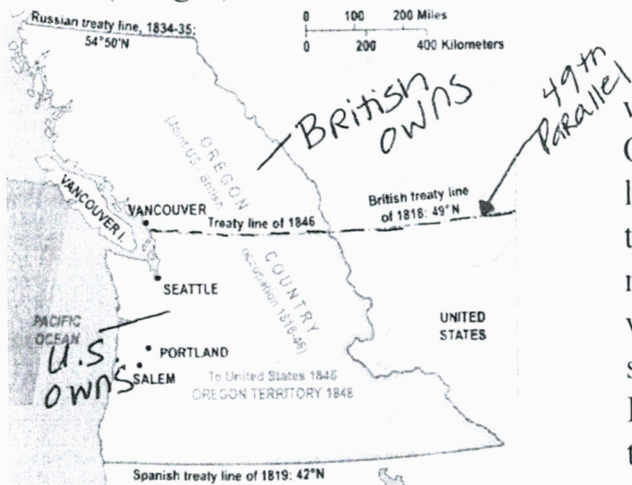 Russian treaty line, 1834-35:
54°50'N
0 100 200 Miles
0 200 400 Kilometers
BRitisH
OWNS
49th
PaRallel
OREGON
(Joint U.S.-British
VANCOUVER I.
VANCOUVER
Treaty line of 1846
British treaty line
of 1818: 49°N
COUNTRY
occupation 1818-46)
SEATTLE
PACIFIC
OCEAN
UNITED
STATES
U.S.
OWNS
PORTLAND
SALEM
To United States 1846
OREGON TERRITORY 1848
Spanish treaty line of 1819: 42°N